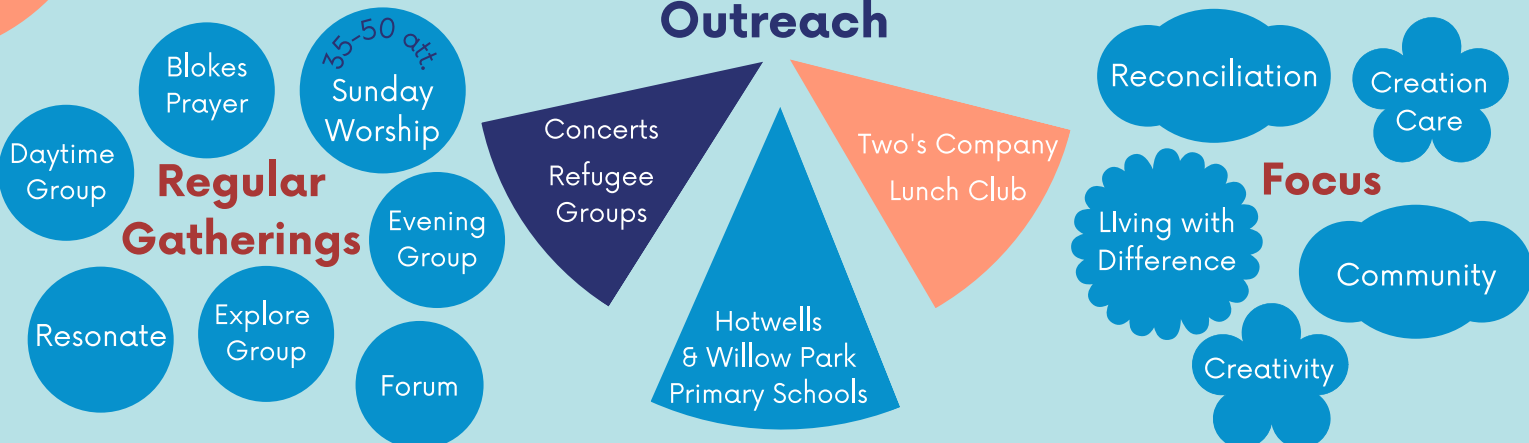 Regular
Gatherings
Blokes
Prayer
35-50 att.
Sunday
Worship
Daytime
Group
Evening
Group
Resonate
Explore
Group
Forum
Outreach
Concerts
Refugee
Groups
Hotwells
& Willow Park
Primary Schools
Two's Company
Lunch Club
Focus
Reconciliation
Creation
Care
LIving with
Difference
Community
Creativity